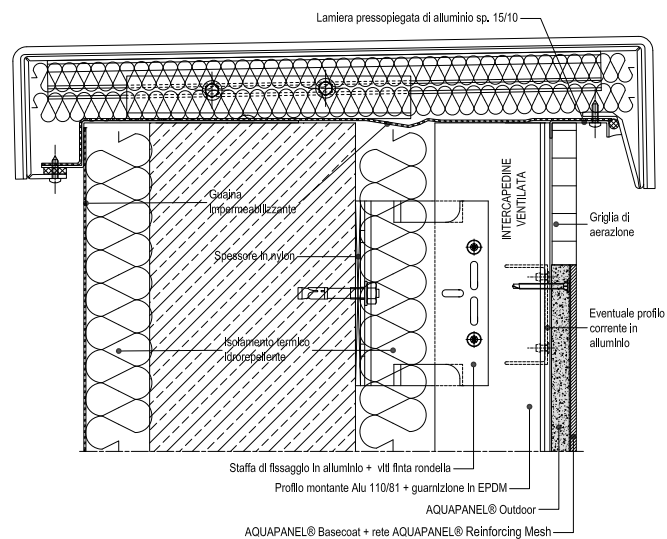 Lamiera pressopiegata di alluminio sp. 15/10
Guaina
impermeabilizzante
INTERCAPEDINE
VENTILATA
Griglia di
aerazione
Spessore in nylon
Eventuale profilo
corrente in
alluminio
Isolamento termico
idrorepellente
Staffa di fissaggio in alluminio + viti finta rondella
Profilo montante Alu 110/81 + guarnizione in EPDM
AQUAPANEL® Outdoor
AQUAPANEL® Basecoat + rete AQUAPANEL® Reinforcing Mesh